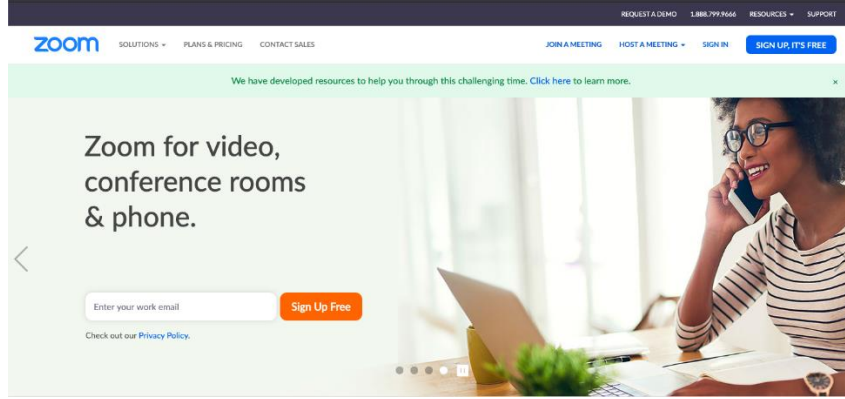 REQUEST A DEMO 1.888.799.9666 RESOURCES SUPPORT
zoom SOLUTIONS PLANS & PRICING CONTACT SALES JOIN A MEETING HOST A MEETING SIGN IN SIGN UP, IT'S FREE
We have developed resources to help you through this challenging time. Click here to learn more. ×
Zoom for video,
conference rooms
& phone.
Enter your work email Sign Up Free
Check out our Privacy Policy.